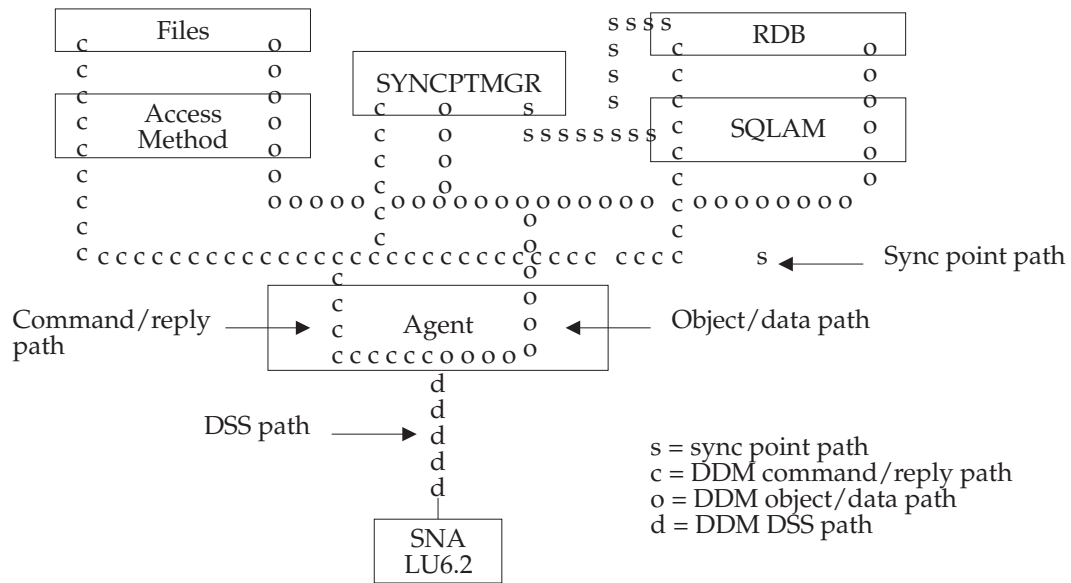 s s s s
Files
RDB
c
o
s
c
o
c
o
s
c
o
SYNCPTMGR
c
o
s
c
o
c
o
c
o
s
s
c
o
Access
Method
SQLAM
c
o
c
o
s s s s s s s s
c
o
c
o
c
o
c
o
c
o
c
o
c
o
c
o o o o o o
c
o o o o o o o o o o o o
c
o o o o o o o o
c
c
o
c
c
c
o
c
c c c c c c c c c c c c c c c c c c c c c c c c c c c c
c c c c
s
Sync point path
c
o
c
o
Command/reply
path
c
Agent
o
Object/data path
c
o
c c c c c c o o o o
o
d
d
DSS path
d
d
d
s = sync point path
c = DDM command/reply path
o = DDM object/data path
d = DDM DSS path
SNA
LU6.2